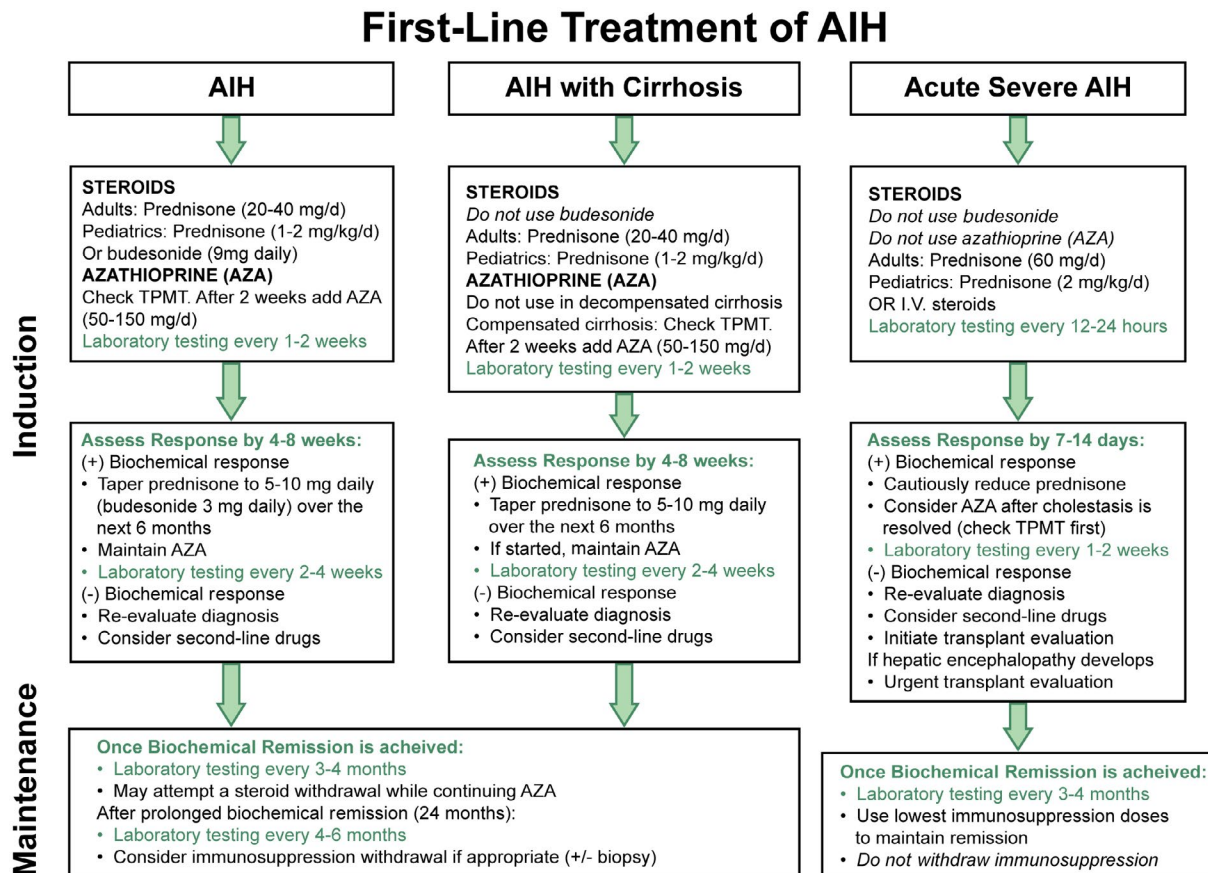 First-Line Treatment of AIH
AIH
AIH with Cirrhosis
Acute Severe AIH
Induction
Maintenance
STEROIDS
Adults: Prednisone (20-40 mg/d)
Pediatrics: Prednisone (1-2 mg/kg/d)
Or budesonide (9mg daily)
AZATHIOPRINE (AZA)
Check TPMT. After 2 weeks add AZA
(50-150 mg/d)
Laboratory testing every 1-2 weeks
STEROIDS
Do not use budesonide
Adults: Prednisone (20-40 mg/d)
Pediatrics: Prednisone (1-2 mg/kg/d)
AZATHIOPRINE (AZA)
Do not use in decompensated cirrhosis
Compensated cirrhosis: Check TPMT.
After 2 weeks add AZA (50-150 mg/d)
Laboratory testing every 1-2 weeks
STEROIDS
Do not use budesonide
Do not use azathioprine (AZA)
Adults: Prednisone (60 mg/d)
Pediatrics: Prednisone (2 mg/kg/d)
OR I.V. steroids
Laboratory testing every 12-24 hours
Assess Response by 4-8 weeks:
(+) Biochemical response
• Taper prednisone to 5-10 mg daily
(budesonide 3 mg daily) over the
next 6 months
• Maintain AZA
• Laboratory testing every 2-4 weeks
(-) Biochemical response
• Re-evaluate diagnosis
• Consider second-line drugs
Assess Response by 4-8 weeks:
(+) Biochemical response
• Taper prednisone to 5-10 mg daily
over the next 6 months
• If started, maintain AZA
• Laboratory testing every 2-4 weeks
(-) Biochemical response
• Re-evaluate diagnosis
• Consider second-line drugs
Assess Response by 7-14 days:
(+) Biochemical response
• Cautiously reduce prednisone
• Consider AZA after cholestasis is
resolved (check TPMT first)
• Laboratory testing every 1-2 weeks
(-) Biochemical response
• Re-evaluate diagnosis
• Consider second-line drugs
• Initiate transplant evaluation
If hepatic encephalopathy develops
• Urgent transplant evaluation
Once Biochemical Remission is acheived:
• Laboratory testing every 3-4 months
• May attempt a steroid withdrawal while continuing AZA
After prolonged biochemical remission (24 months):
• Laboratory testing every 4-6 months
• Consider immunosuppression withdrawal if appropriate (+/- biopsy)
Once Biochemical Remission is acheived:
• Laboratory testing every 3-4 months
• Use lowest immunosuppression doses
to maintain remission
• Do not withdraw immunosuppression